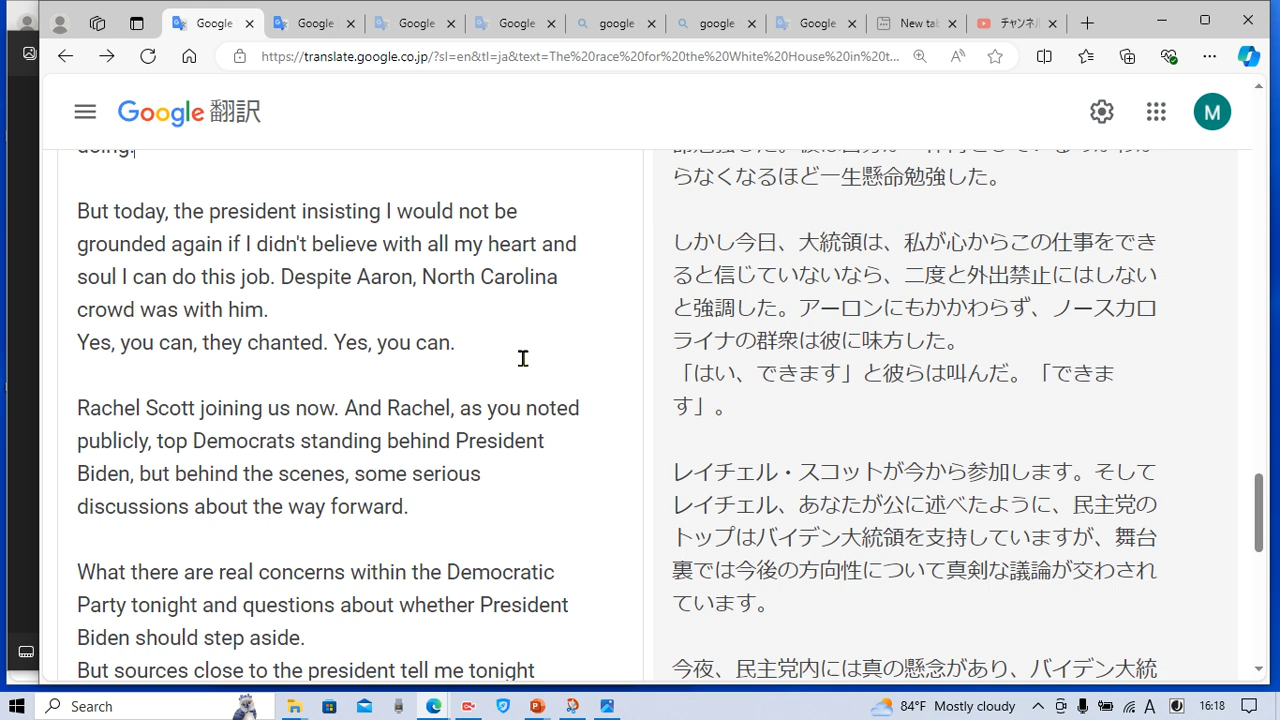 Google
Google
Google
Google
google
google
Google
New tab
チャンネル
https://translate.google.co.jp/?sl=en&tl=ja&text=The%20race%20for%20the%20White%20House%20in%20t...
Google 翻訳
M
doing.
But today, the president insisting I would not be
grounded again if I didn't believe with all my heart and
soul I can do this job. Despite Aaron, North Carolina
crowd was with him.
Yes, you can, they chanted. Yes, you can.
Rachel Scott joining us now. And Rachel, as you noted
publicly, top Democrats standing behind President
Biden, but behind the scenes, some serious
discussions about the way forward.
What there are real concerns within the Democratic
Party tonight and questions about whether President
Biden should step aside.
But sources close to the president tell me tonight
らなくなるほど一生懸命勉強した。
しかし今日、大統領は、私が心からこの仕事をでき
ると信じていないなら、二度と外出禁止にはしない
と強調した。アーロンにもかかわらず、ノースカロ
ライナの群衆は彼に味方した。
「はい、できます」と彼らは叫んだ。「できま
す」。
レイチェル・スコットが今から参加します。そして
レイチェル、あなたが公に述べたように、民主党の
トップはバイデン大統領を支持していますが、舞台
裏では今後の方向性について真剣な議論が交わされ
ています。
今夜、民主党内には真の懸念があり、バイデン大統
Search
84°F Mostly cloudy
A
16:18